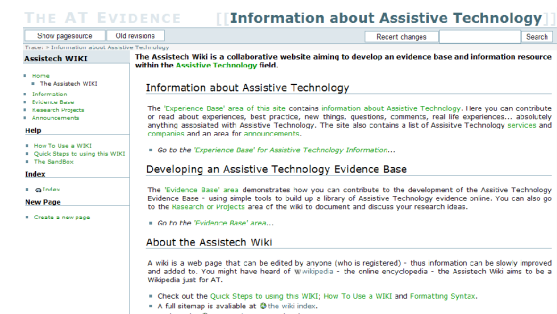 THE AT EVIDENCE [[Information about Assistive Technology]]
Show pagesource Old revisions Recent changes Search
Trace: > Information about Assistive Technology
Assistech WIKI
Home
The Assistech WIKI
Information
Evidence Base
Research Projects
Announcements
Help
How To Use a WIKI
Quick Steps to using this WIKI
The SandBox
Index
Index
New Page
Create a new page
The Assistech Wiki is a collaborative website aiming to develop an evidence base and information resource
within the Assistive Technology field.
Information about Assistive Technology
The 'Experience Base' area of this site contains information about Assistive Technology. Here you can contribute
or read about experiences, best practice, new things, questions, comments, real life experiences... absolutely
anything associated with Assistive Technology. The site also contains a list of Assistive Technology services and
companies and an area for announcements.
Go to the 'Experience Base' for Assistive Technology Information...
Developing an Assistive Technology Evidence Base
The 'Evidence Base' area demonstrates how you can contribute to the development of the Assitive Technology
Evidence Base - using simple tools to build up a library of Assistive Technology evidence online. You can also go
to the Research or Projects area of the wiki to document and discuss your research ideas.
Go to the 'Evidence Base' area...
About the Assistech Wiki
A wiki is a web page that can be edited by anyone (who is registered) - thus information can be slowly improved
and added to. You might have heard of Wwikipedia - the online encyclopedia - the Assistech Wiki aims to be a
Wikipedia just for AT.
Check out the Quick Steps to using this WIKI; How To Use a WIKI and Formatting Syntax.
A full sitemap is avaliable at the wiki index.